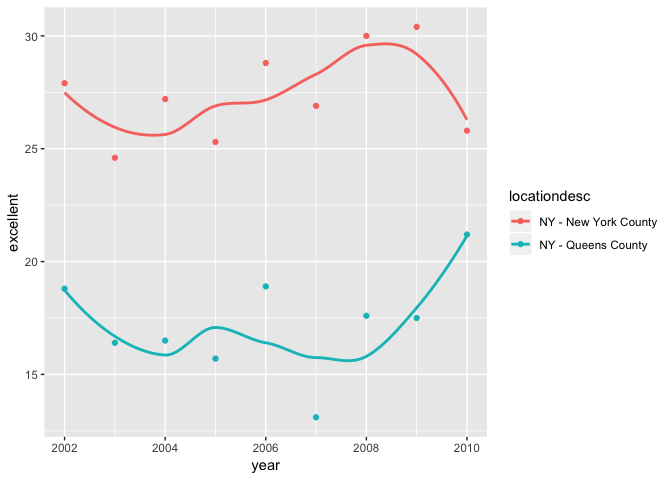 30
25
20
15
excellent
2002
2004
2006
2008
2010
year
locationdesc
NY - New York County
NY - Queens County